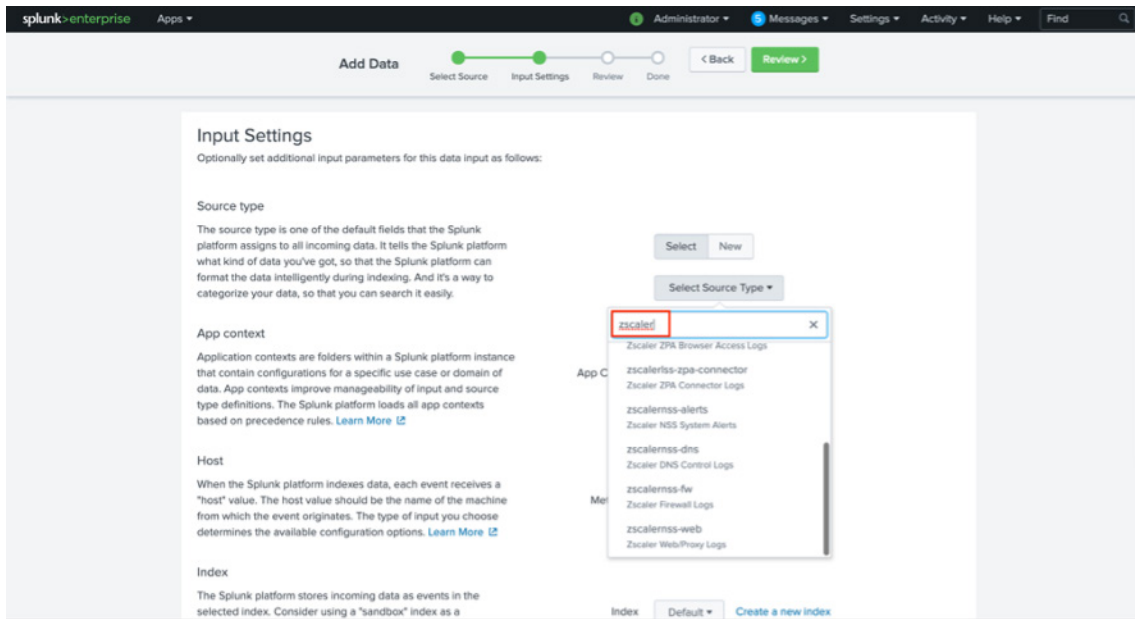 splunk>enterprise Apps ▾ i Administrator ▾ 5 Messages ▾ Settings ▾ Activity ▾ Help ▾ Find
Add Data
Select Source Input Settings Review Done
< Back Review >
Input Settings
Optionally set additional input parameters for this data input as follows:
Source type
The source type is one of the default fields that the Splunk
platform assigns to all incoming data. It tells the Splunk platform
what kind of data you've got, so that the Splunk platform can
format the data intelligently during indexing. And it's a way to
categorize your data, so that you can search it easily.
Select New
Select Source Type ▾
zscaler
Zscaler ZPA Browser Access Logs
zscalerlss-zpa-connector
Zscaler ZPA Connector Logs
zscalernss-alerts
Zscaler NSS System Alerts
zscalernss-dns
Zscaler DNS Control Logs
zscalernss-fw
Zscaler Firewall Logs
zscalernss-web
Zscaler Web/Proxy Logs
App context
Application contexts are folders within a Splunk platform instance
that contain configurations for a specific use case or domain of
data. App contexts improve manageability of input and source
type definitions. The Splunk platform loads all app contexts
based on precedence rules. Learn More
App C
Host
When the Splunk platform indexes data, each event receives a
"host" value. The host value should be the name of the machine
from which the event originates. The type of input you choose
determines the available configuration options. Learn More
Me
Index
The Splunk platform stores incoming data as events in the
selected index. Consider using a "sandbox" index as a
Index Default ▾ Create a new index